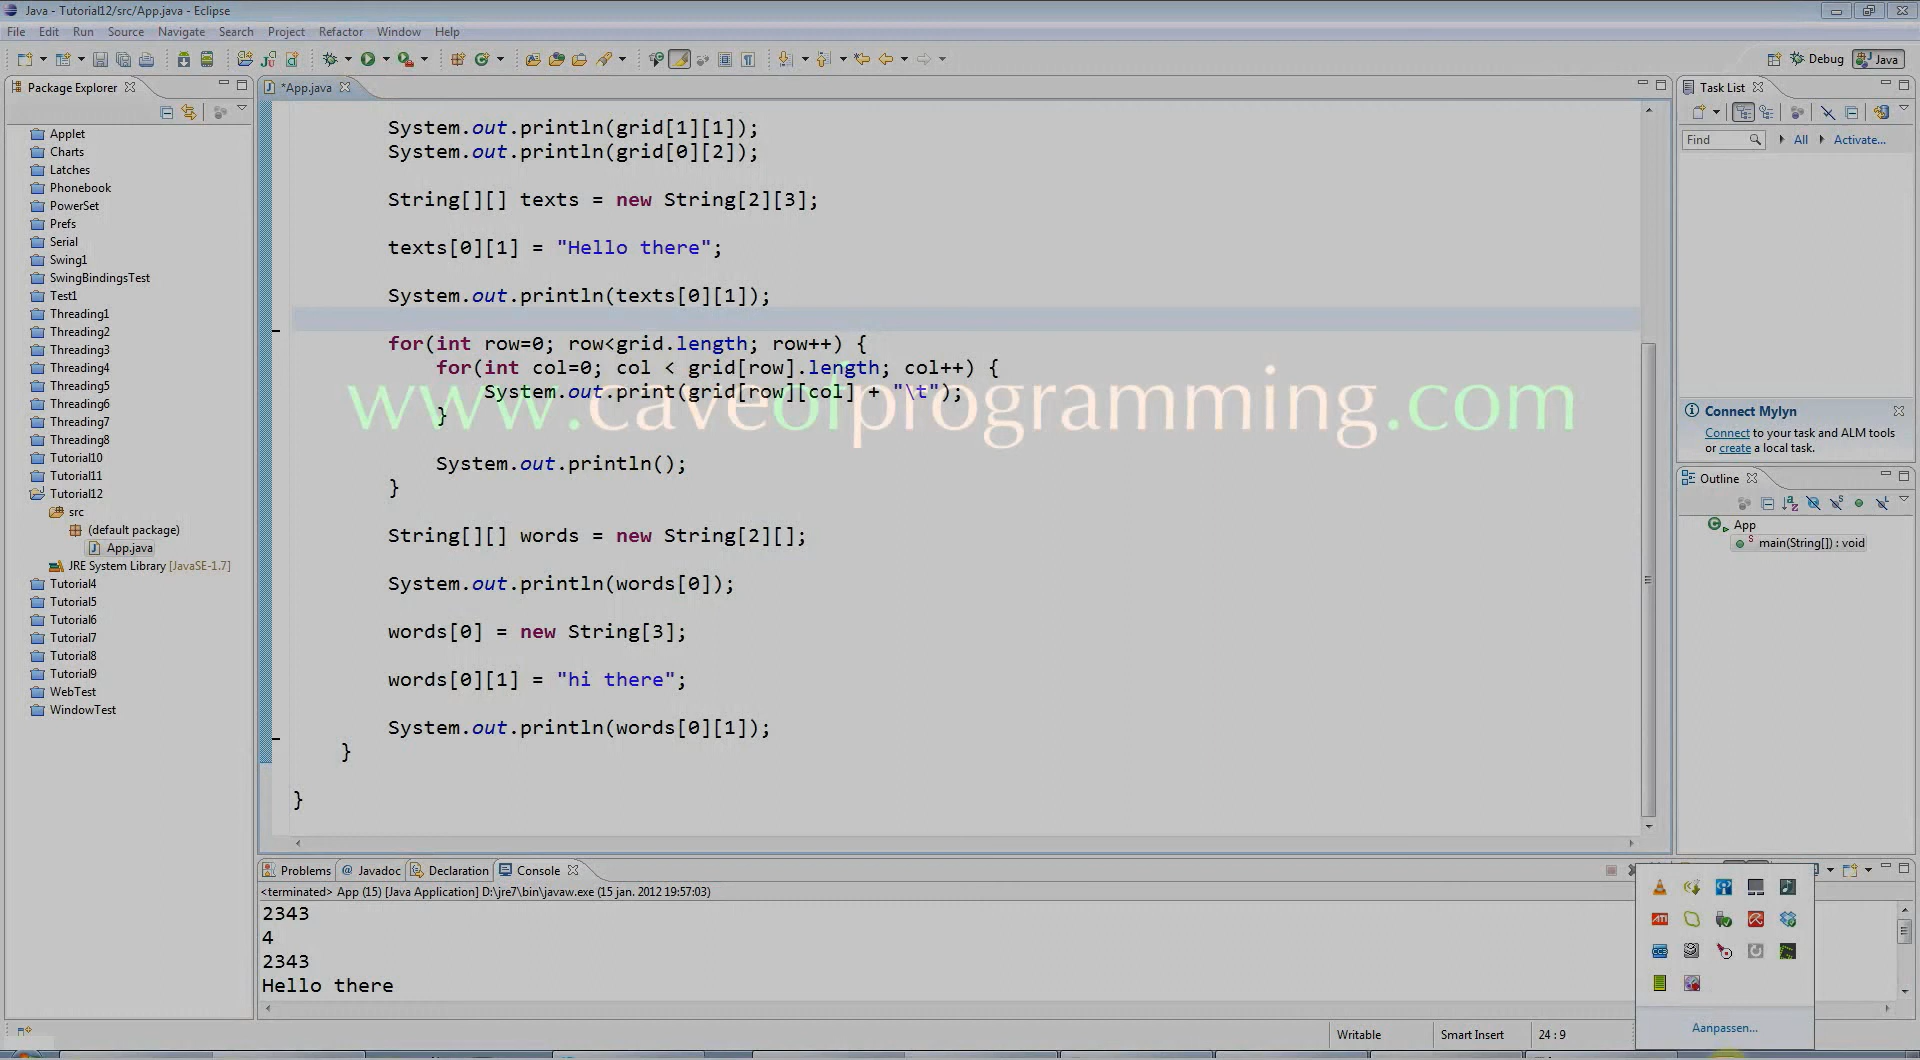 Java - Tutorial12/src/App.java - Eclipse
File Edit Run Source Navigate Search Project Refactor Window Help
Debug Java
Package Explorer
*App.java
Task List
Applet
Charts
Latches
Phonebook
PowerSet
Prefs
Serial
Swing1
SwingBindingsTest
Test1
Threading1
Threading2
Threading3
Threading4
Threading5
Threading6
Threading7
Threading8
Tutorial10
Tutorial11
Tutorial12
src
(default package)
App.java
JRE System Library [JavaSE-1.7]
Tutorial4
Tutorial5
Tutorial6
Tutorial7
Tutorial8
Tutorial9
WebTest
WindowTest
System.out.println(grid[1][1]);
System.out.println(grid[0][2]);
String[][] texts = new String[2][3];
texts[0][1] = "Hello there";
System.out.println(texts[0][1]);
for(int row=0; row<grid.length; row++) {
for(int col=0; col < grid[row].length; col++) {
System.out.print(grid[row][col] + "\t");
}
www.caveofprogramming.com
System.out.println();
}
String[][] words = new String[2][];
System.out.println(words[0]);
words[0] = new String[3];
words[0][1] = "hi there";
System.out.println(words[0][1]);
}
}
Find All Activate...
Connect Mylyn
Connect to your task and ALM tools
or create a local task.
Outline
App
main(String[]) : void
Problems Javadoc Declaration Console
<terminated> App (15) [Java Application] D:\jre7\bin\javaw.exe (15 jan. 2012 19:57:03)
2343
4
2343
Hello there
Aanpassen...
Writable Smart Insert 24 : 9